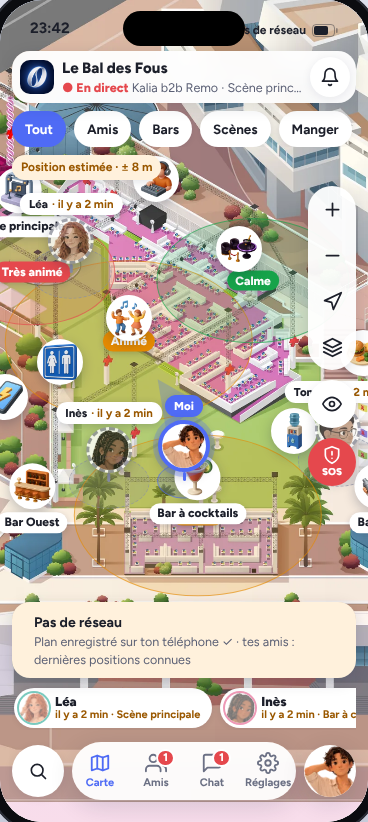 23:42
s de réseau
Le Bal des Fous
En direct Kalia b2b Remo · Scène princ...
Tout
Amis
Bars
Scènes
Manger
Position estimée · ± 8 m
Léa · il y a 2 min
e principa
Très animé
Calme
Animé
Inès · il y a 2 min
Moi
SOS
Bar à cocktails
Bar Ouest
Pas de réseau
Plan enregistré sur ton téléphone ✓ · tes amis :
dernières positions connues
Léa
il y a 2 min · Scène principale
Inès
il y a 2 min · Bar à c
1
1
Carte
Amis
Chat
Réglages